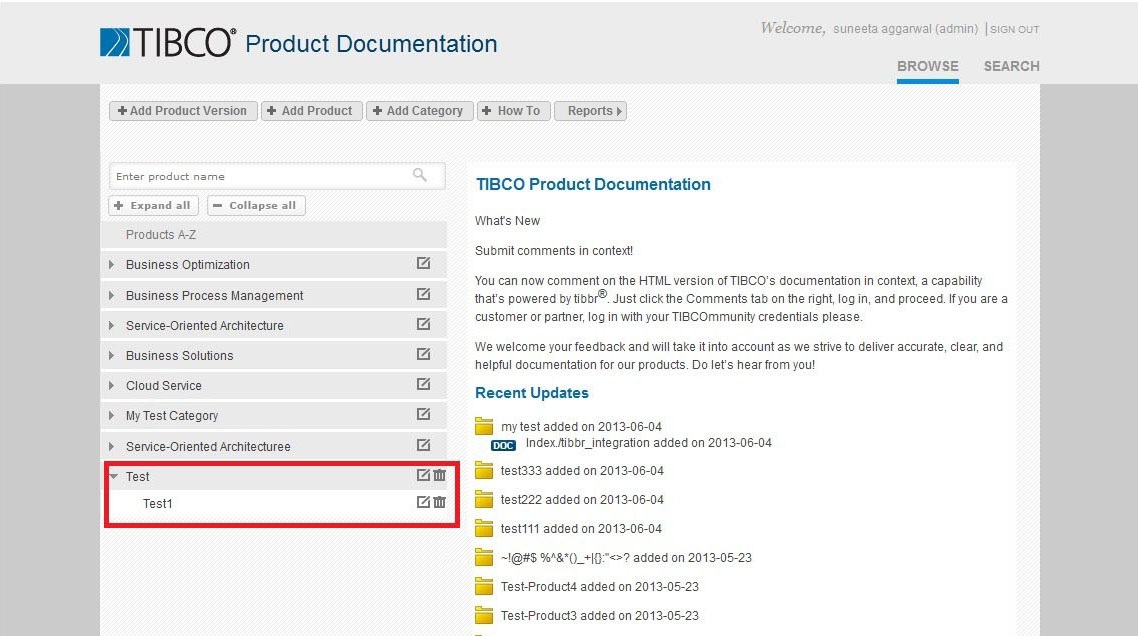 TIBCO® Product Documentation
Welcome, suneeta aggarwal (admin) | SIGN OUT
BROWSE SEARCH
+ Add Product Version + Add Product + Add Category + How To Reports
Enter product name
+ Expand all − Collapse all
Products A-Z
Business Optimization
Business Process Management
Service-Oriented Architecture
Business Solutions
Cloud Service
My Test Category
Service-Oriented Architecturee
Test
Test1
TIBCO Product Documentation
What's New
Submit comments in context!
You can now comment on the HTML version of TIBCO's documentation in context, a capability
that's powered by tibbr®. Just click the Comments tab on the right, log in, and proceed. If you are a
customer or partner, log in with your TIBCOmmunity credentials please.
We welcome your feedback and will take it into account as we strive to deliver accurate, clear, and
helpful documentation for our products. Do let's hear from you!
Recent Updates
my test added on 2013-06-04
DOC Index./tibbr_integration added on 2013-06-04
test333 added on 2013-06-04
test222 added on 2013-06-04
test111 added on 2013-06-04
~!@#$ %^&*()_+|{}:"<>? added on 2013-05-23
Test-Product4 added on 2013-05-23
Test-Product3 added on 2013-05-23